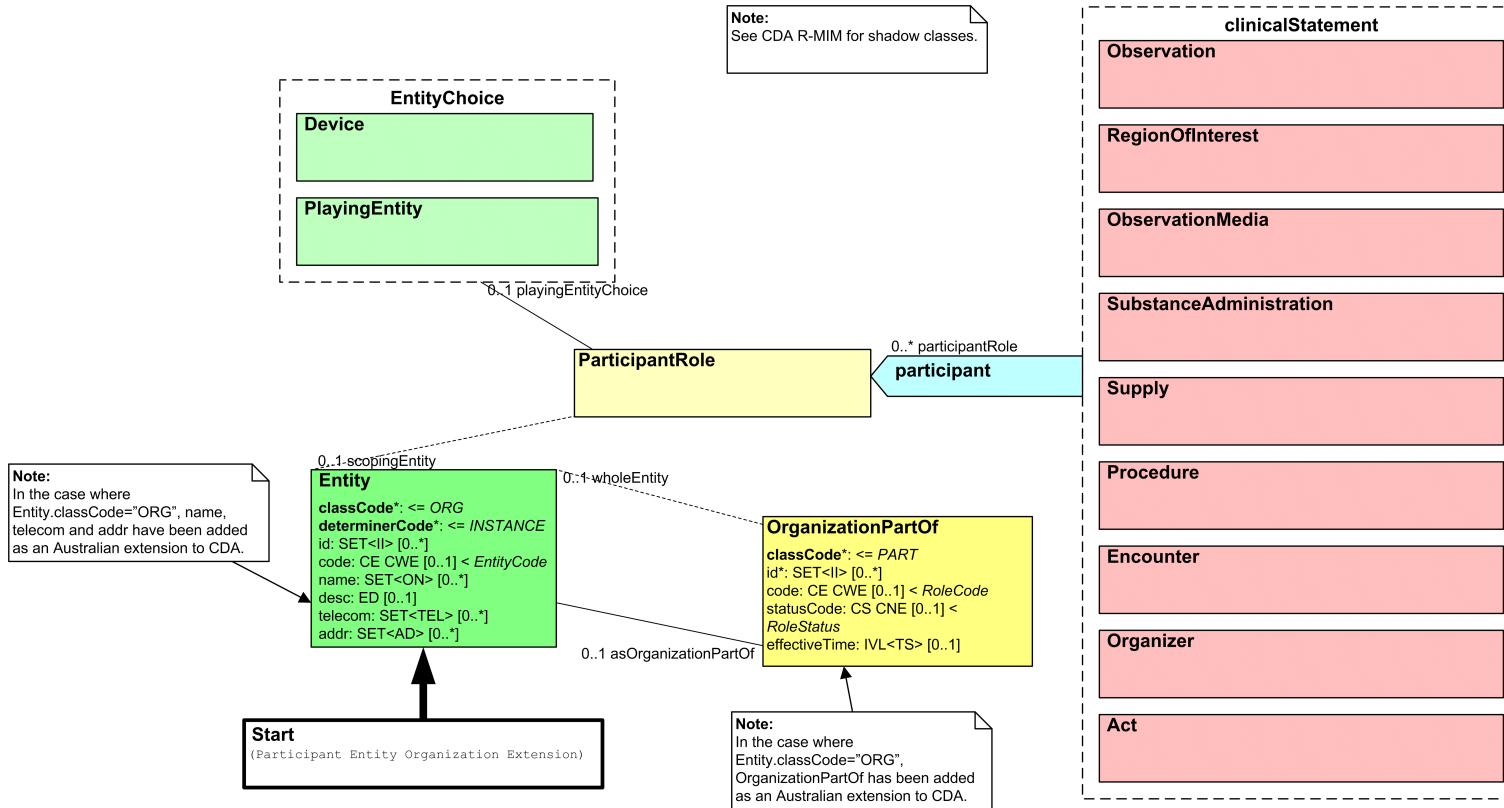 Note:
See CDA R-MIM for shadow classes.
clinicalStatement
Observation
RegionOfInterest
ObservationMedia
SubstanceAdministration
Supply
Procedure
Encounter
Organizer
Act
EntityChoice
Device
PlayingEntity
0..1 playingEntityChoice
ParticipantRole
0..* participantRole
participant
0..1 scopingEntity
0..1 wholeEntity
Note:
In the case where
Entity.classCode=”ORG”, name,
telecom and addr have been added
as an Australian extension to CDA.
Entity
classCode*: <= ORG
determinerCode*: <= INSTANCE
id: SET<II> [0..*]
code: CE CWE [0..1] < EntityCode
name: SET<ON> [0..*]
desc: ED [0..1]
telecom: SET<TEL> [0..*]
addr: SET<AD> [0..*]
OrganizationPartOf
classCode*: <= PART
id*: SET<II> [0..*]
code: CE CWE [0..1] < RoleCode
statusCode: CS CNE [0..1] <
RoleStatus
effectiveTime: IVL<TS> [0..1]
0..1 asOrganizationPartOf
Start
(Participant Entity Organization Extension)
Note:
In the case where
Entity.classCode=”ORG”,
OrganizationPartOf has been added
as an Australian extension to CDA.